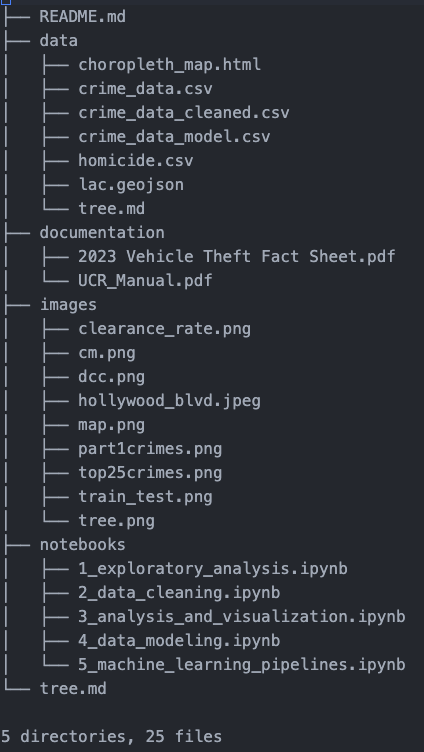 ├── README.md
├── data
│   ├── choropleth_map.html
│   ├── crime_data.csv
│   ├── crime_data_cleaned.csv
│   ├── crime_data_model.csv
│   ├── homicide.csv
│   ├── lac.geojson
│   └── tree.md
├── documentation
│   ├── 2023 Vehicle Theft Fact Sheet.pdf
│   └── UCR_Manual.pdf
├── images
│   ├── clearance_rate.png
│   ├── cm.png
│   ├── dcc.png
│   ├── hollywood_blvd.jpeg
│   ├── map.png
│   ├── part1crimes.png
│   ├── top25crimes.png
│   ├── train_test.png
│   └── tree.png
├── notebooks
│   ├── 1_exploratory_analysis.ipynb
│   ├── 2_data_cleaning.ipynb
│   ├── 3_analysis_and_visualization.ipynb
│   ├── 4_data_modeling.ipynb
│   └── 5_machine_learning_pipelines.ipynb
└── tree.md
5 directories, 25 files